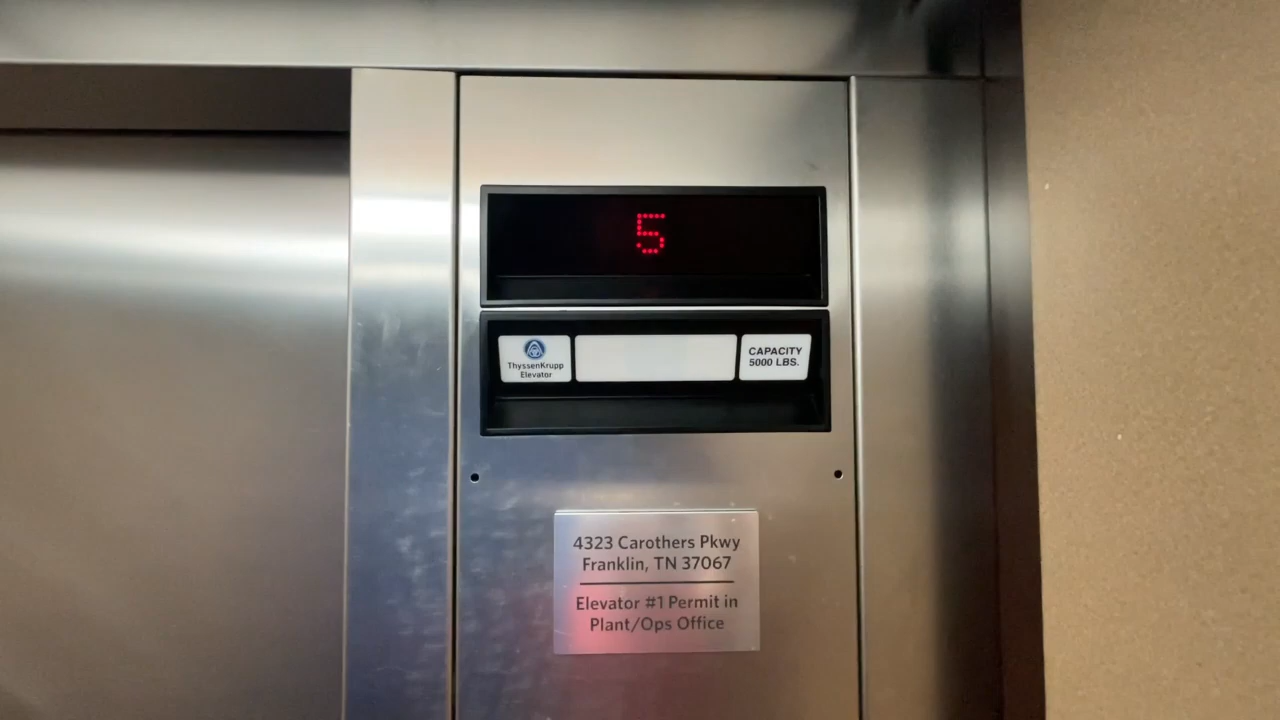 5
ThyssenKrupp
Elevator
CAPACITY
5000 LBS.
4323 Carothers Pkwy
Franklin, TN 37067
Elevator #1 Permit in
Plant/Ops Office